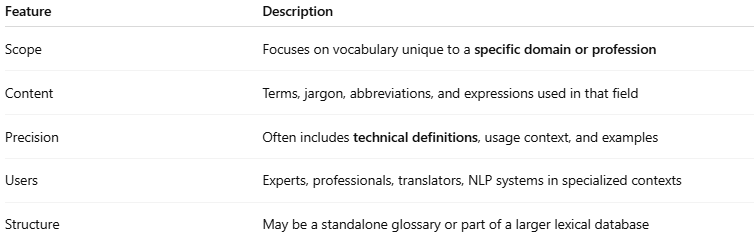 Feature Description
Scope Focuses on vocabulary unique to a specific domain or profession
Content Terms, jargon, abbreviations, and expressions used in that field
Precision Often includes technical definitions, usage context, and examples
Users Experts, professionals, translators, NLP systems in specialized contexts
Structure May be a standalone glossary or part of a larger lexical database